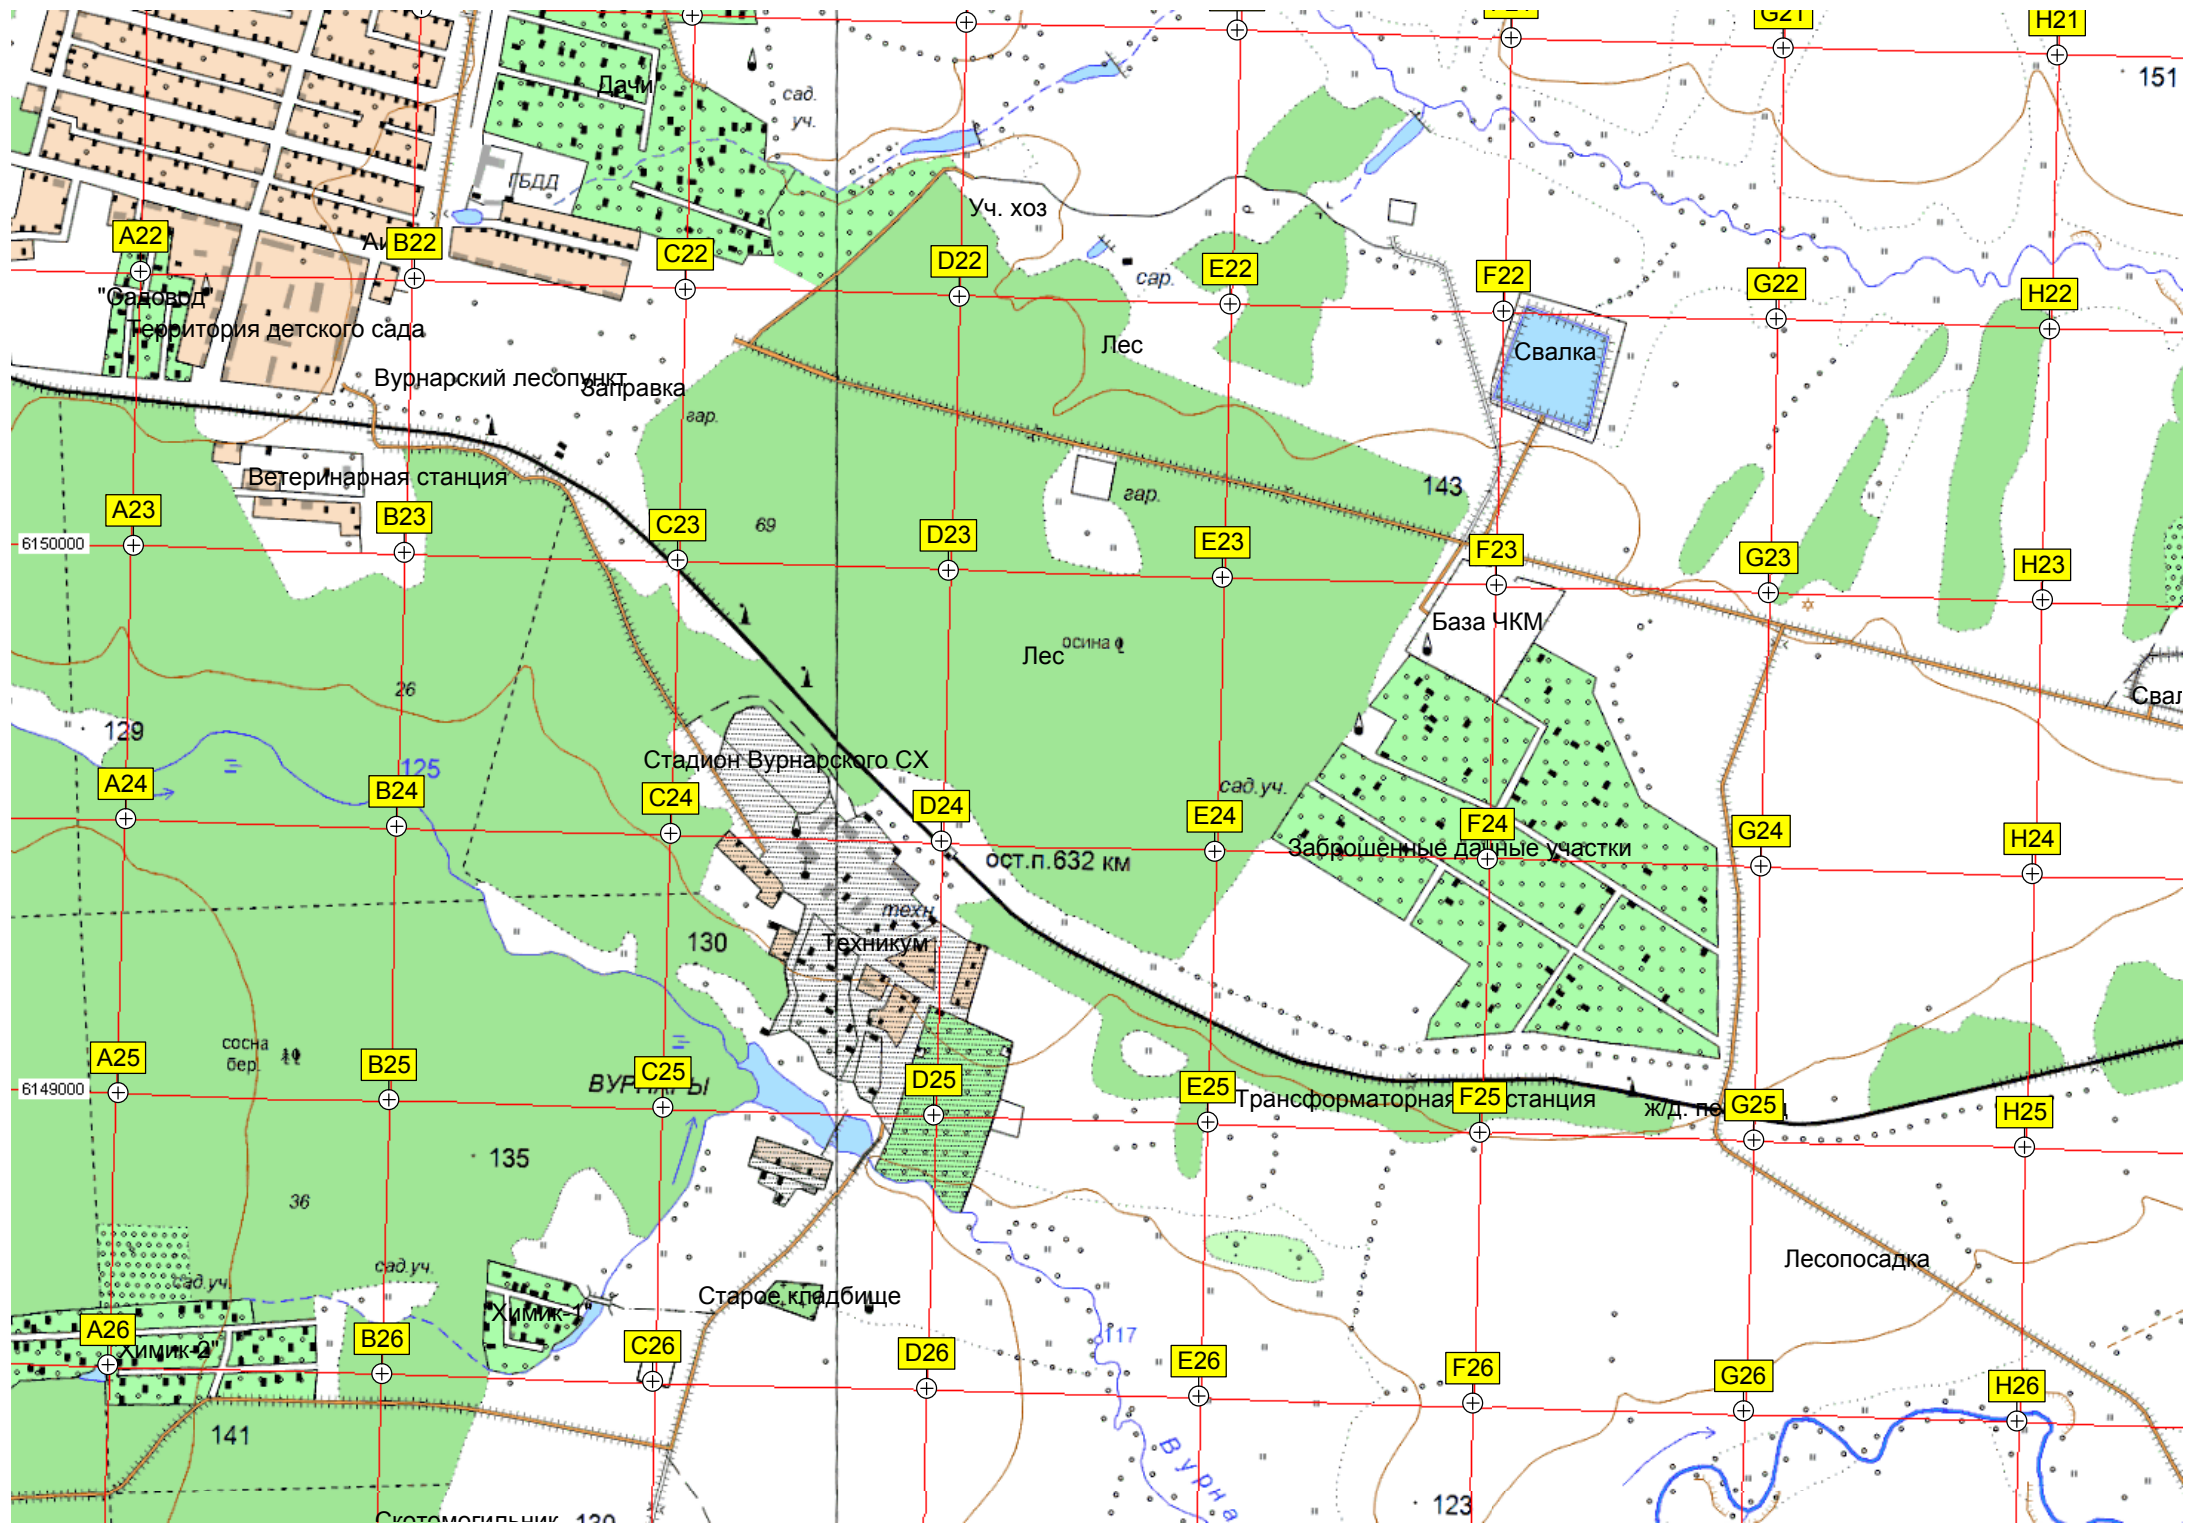 G21
H21
151
Дачи
сад.
уч.
ГБДД
Уч. хоз
A22
B22
C22
D22
E22
F22
G22
H22
сар.
"Садовод"
Территория детского сада
Лес
Свалка
Вурнарский лесопункт
Заправка
гар.
Ветеринарная станция
143
гар.
A23
B23
C23
69
D23
E23
F23
G23
H23
6150000
База ЧКМ
осина
Лес
26
129
125
Стадион Вурнарского СХ
A24
B24
C24
D24
E24
сад.уч.
F24
G24
H24
Заброшенные дачные участки
ост.п.632 км
техн
130
Техникум
сосна
бер.
A25
B25
C25
D25
E25
F25
G25
H25
6149000
Трансформаторная
станция
135
36
сад.уч.
сад.уч.
Лесопосадка
Старое кладбище
Химик-1"
A26
B26
C26
D26
E26
F26
G26
H26
Химик-2"
117
141
Вурна
123
Скотомогильник
130